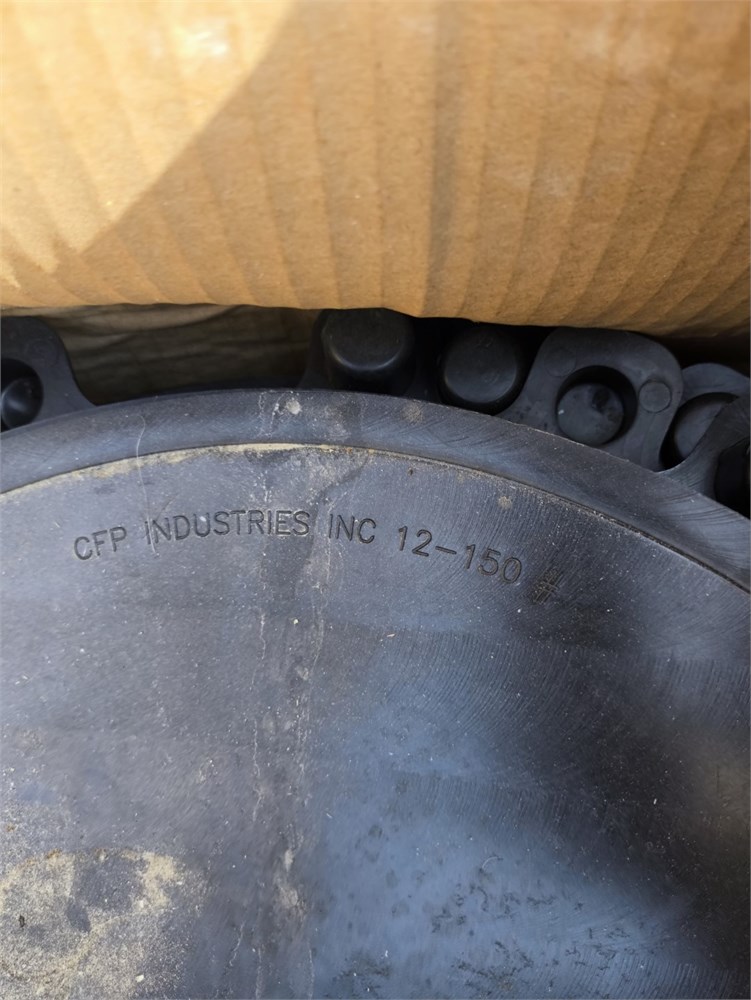 CFP INDUSTRIES INC 12-150 #